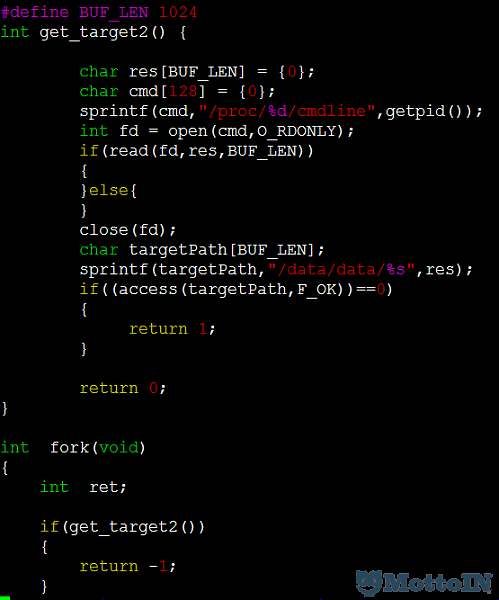 #define BUF_LEN 1024
int get_target2() {
char res[BUF_LEN] = {0};
char cmd[128] = {0};
sprintf(cmd,"/proc/%d/cmdline",getpid());
int fd = open(cmd,O_RDONLY);
if(read(fd,res,BUF_LEN))
{
}else{
}
close(fd);
char targetPath[BUF_LEN];
sprintf(targetPath,"/data/data/%s",res);
if((access(targetPath,F_OK))==0)
{
return 1;
}
return 0;
}
int  fork(void)
{
int  ret;
if(get_target2())
{
return -1;
}
MottoIN